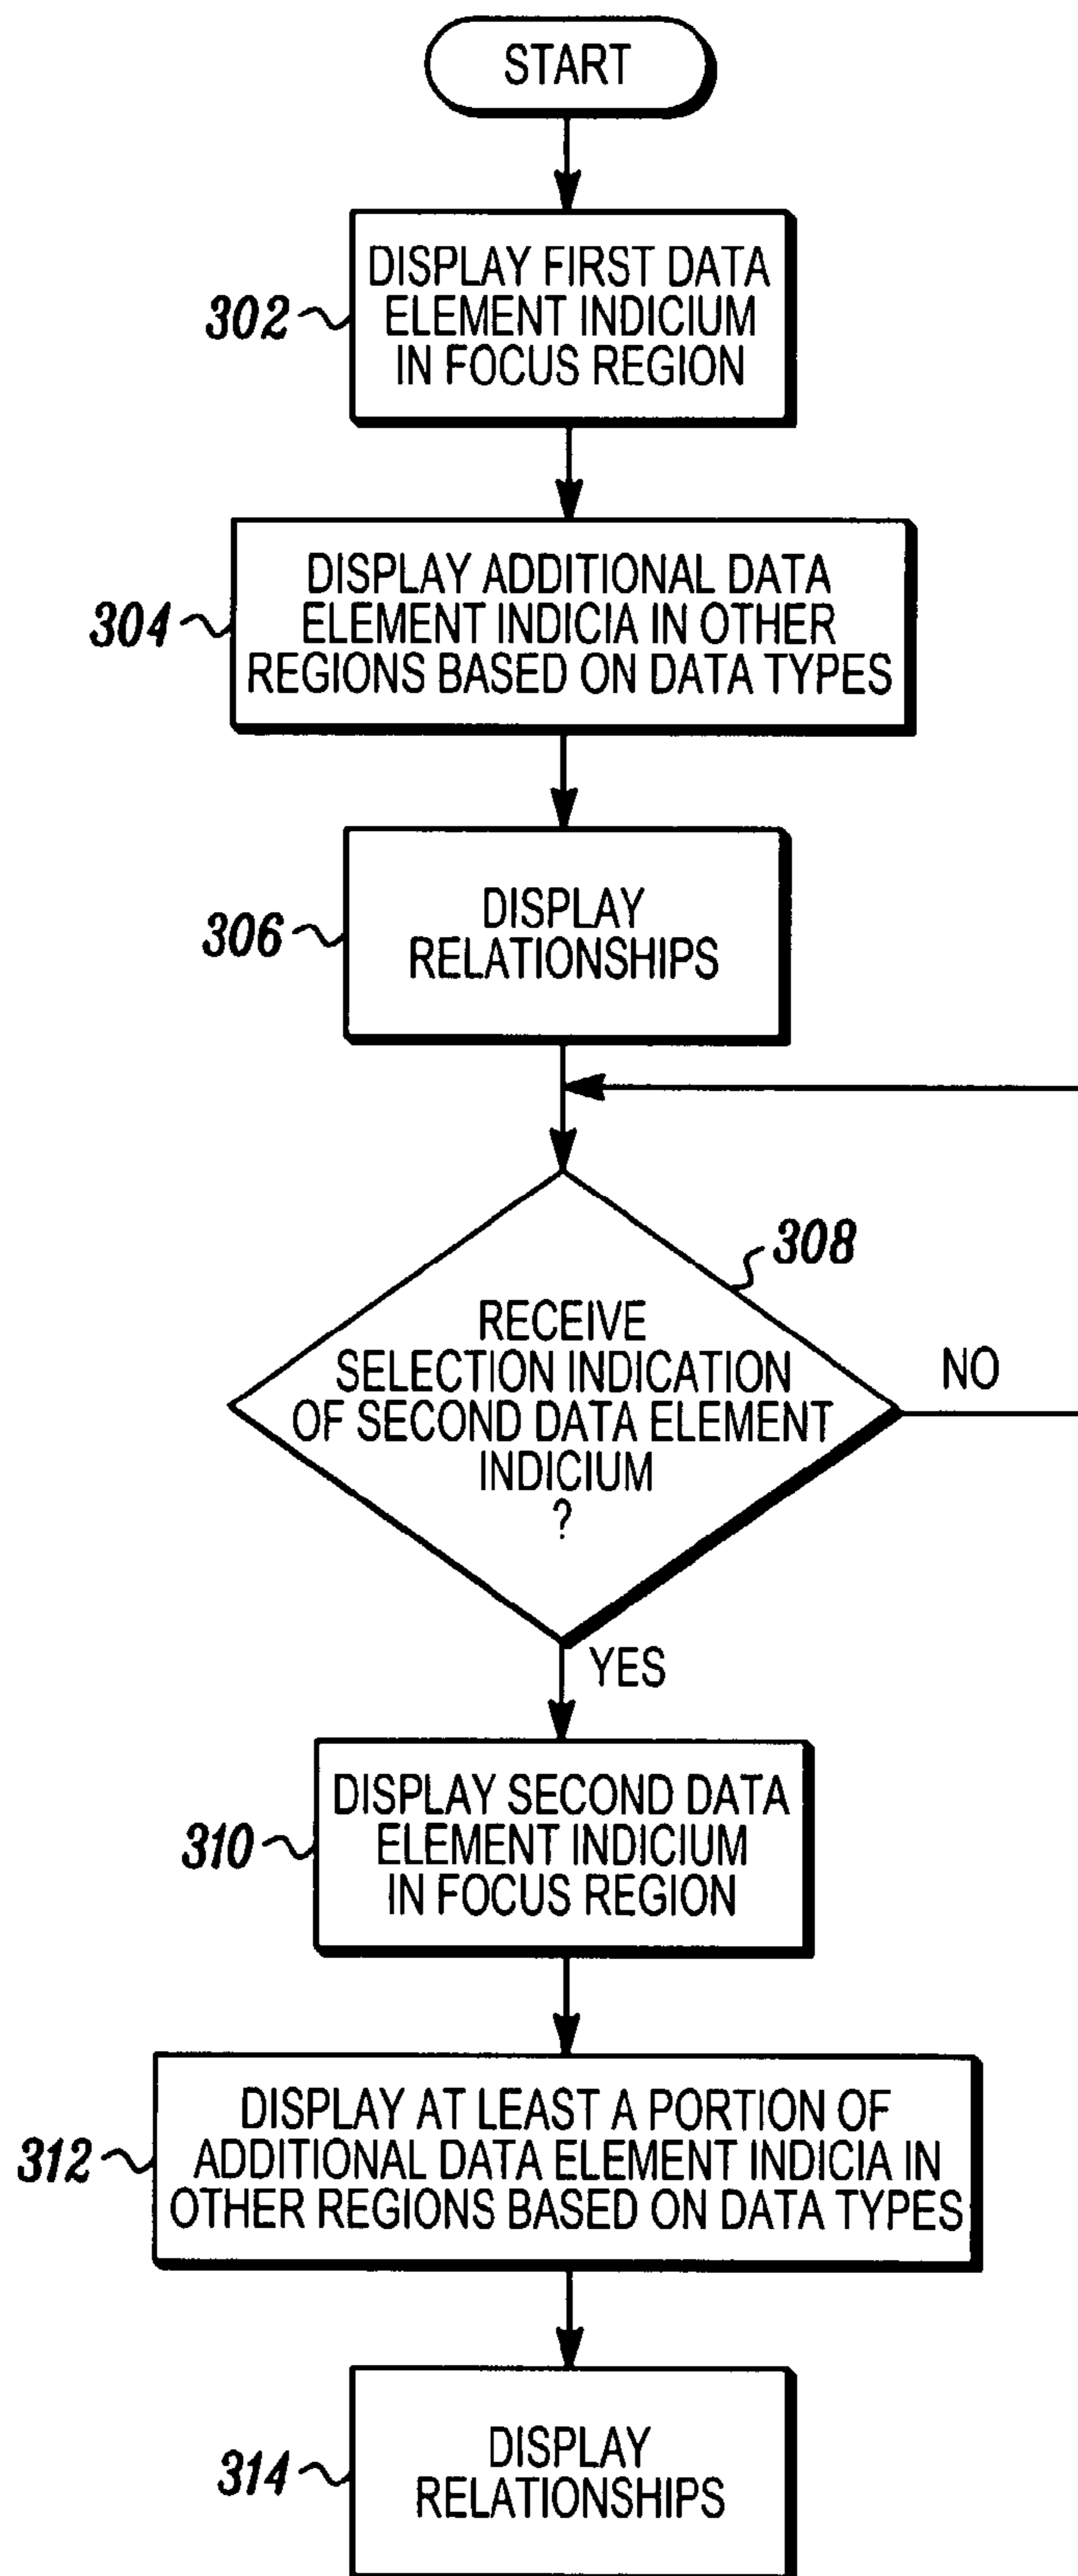 START
DISPLAY FIRST DATA
ELEMENT INDICIUM
IN FOCUS REGION
302
DISPLAY ADDITIONAL DATA
ELEMENT INDICIA IN OTHER
REGIONS BASED ON DATA TYPES
304
DISPLAY
RELATIONSHIPS
306
308
RECEIVE
SELECTION INDICATION
OF SECOND DATA ELEMENT
INDICIUM
?
NO
YES
DISPLAY SECOND DATA
ELEMENT INDICIUM
IN FOCUS REGION
310
DISPLAY AT LEAST A PORTION OF
ADDITIONAL DATA ELEMENT INDICIA IN
OTHER REGIONS BASED ON DATA TYPES
312
DISPLAY
RELATIONSHIPS
314